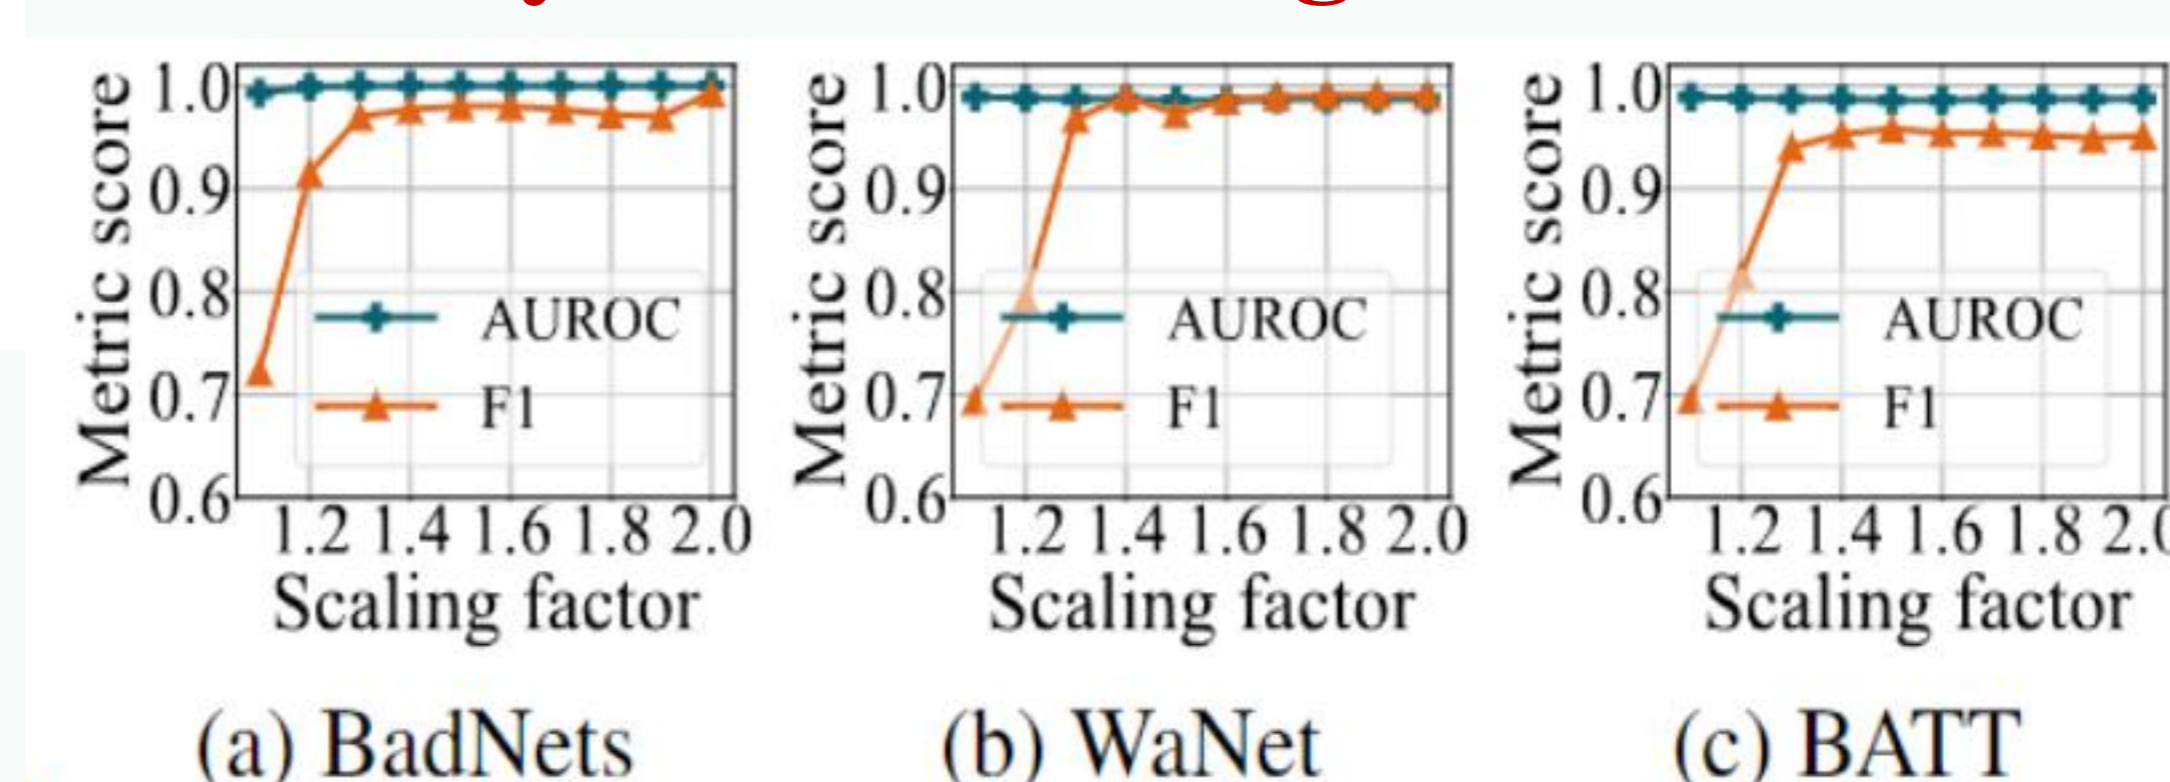 Metric score
1.0
0.9
0.8
0.7
0.6
AUROC
F1
1.2 1.4 1.6 1.8 2.0
Scaling factor
(a) BadNets
Metric score
1.0
0.9
0.8
0.7
0.6
AUROC
F1
1.2 1.4 1.6 1.8 2.0
Scaling factor
(b) WaNet
Metric score
1.0
0.9
0.8
0.7
0.6
AUROC
F1
1.2 1.4 1.6 1.8 2.0
Scaling factor
(c) BATT